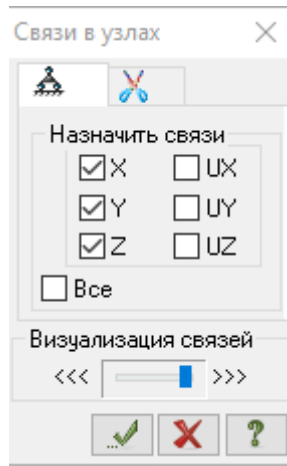 Связи в узлах
Назначить связи
X UX
Y UY
Z UZ
Все
Визуализация связей
<<< >>>
?